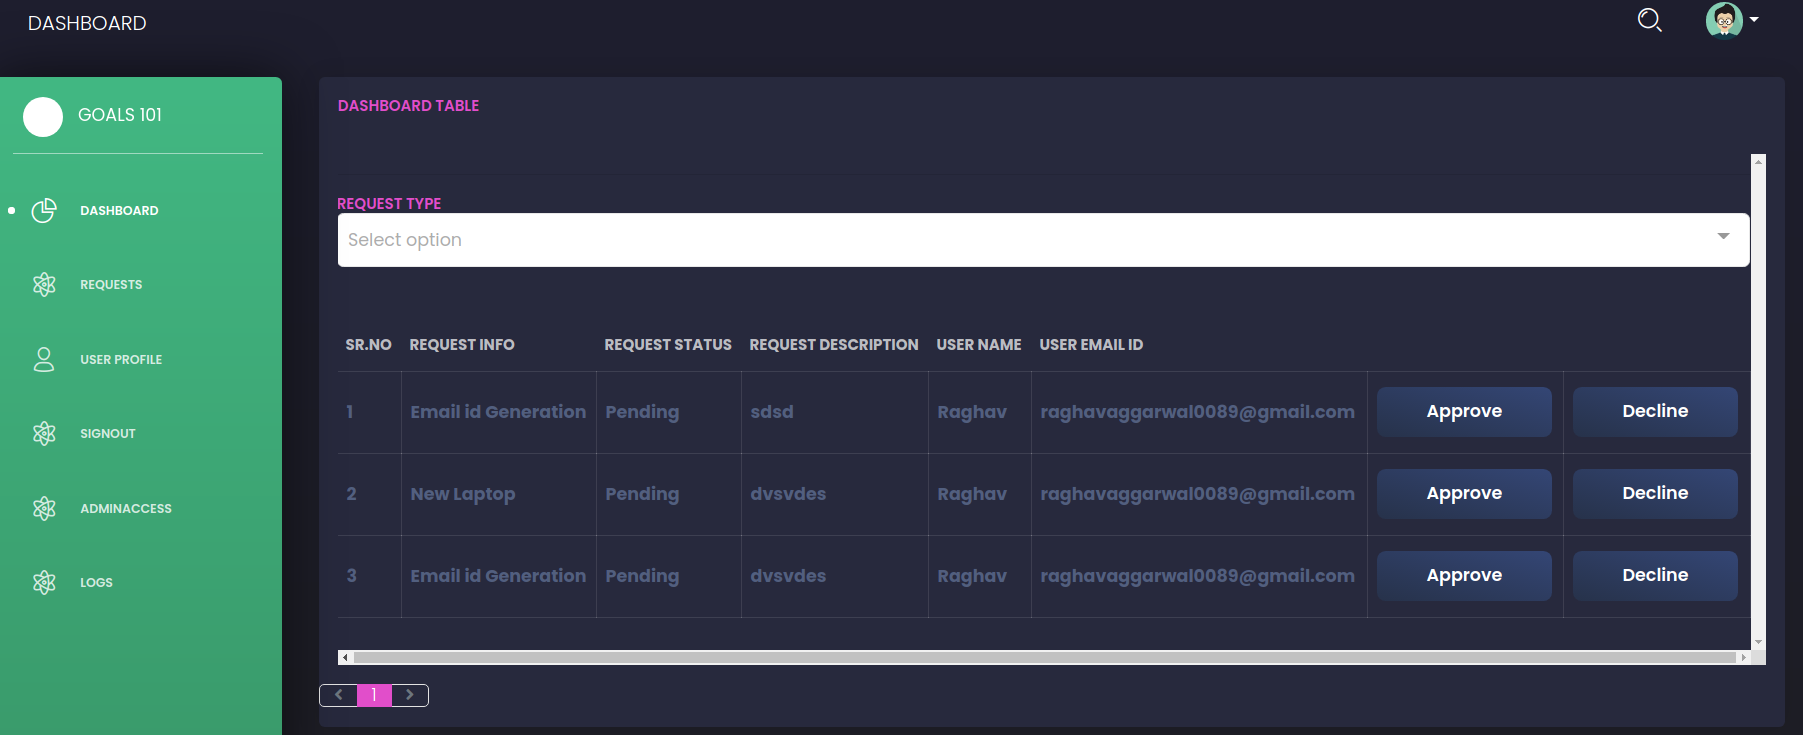 DASHBOARD
GOALS 101
DASHBOARD
REQUESTS
USER PROFILE
SIGNOUT
ADMINACCESS
LOGS
DASHBOARD TABLE
REQUEST TYPE
Select option
SR.NO REQUEST INFO REQUEST STATUS REQUEST DESCRIPTION USER NAME USER EMAIL ID
1 Email id Generation Pending sdsd Raghav raghavaggarwal0089@gmail.com Approve Decline
2 New Laptop Pending dvsvdes Raghav raghavaggarwal0089@gmail.com Approve Decline
3 Email id Generation Pending dvsvdes Raghav raghavaggarwal0089@gmail.com Approve Decline
1